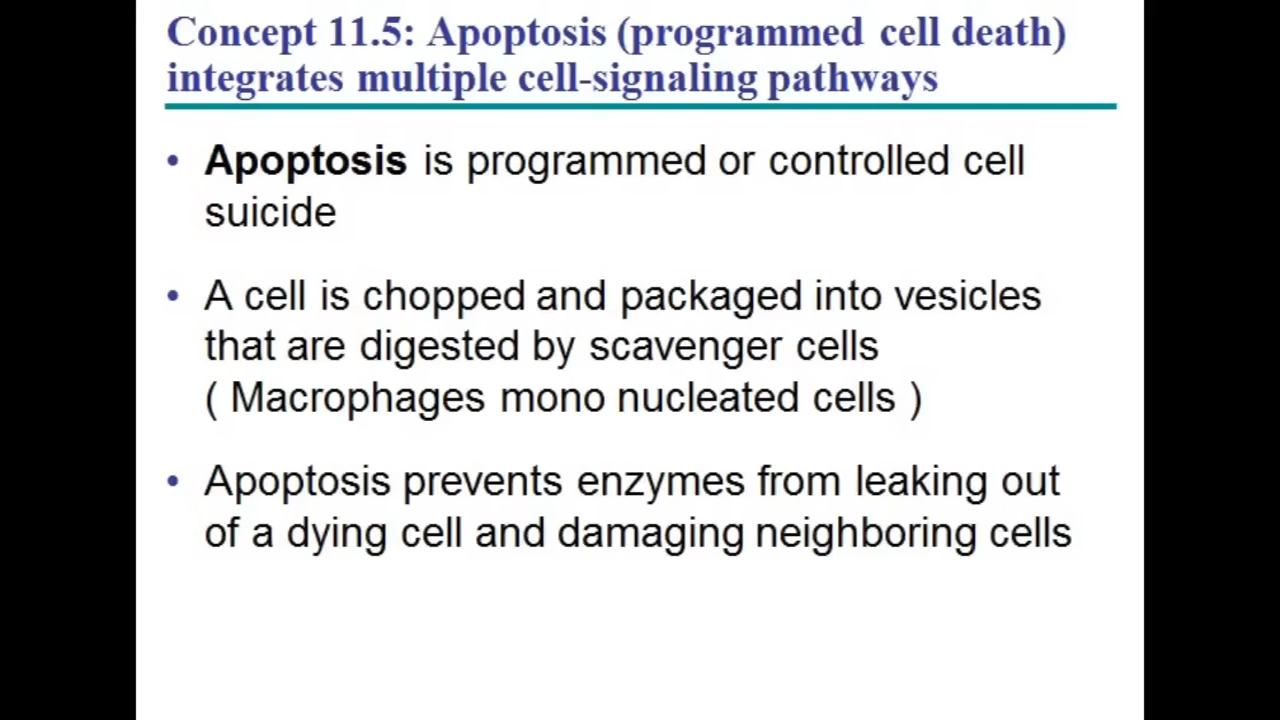 Concept 11.5: Apoptosis (programmed cell death)
integrates multiple cell-signaling pathways
• Apoptosis is programmed or controlled cell
suicide
• A cell is chopped and packaged into vesicles
that are digested by scavenger cells
( Macrophages mono nucleated cells )
• Apoptosis prevents enzymes from leaking out
of a dying cell and damaging neighboring cells